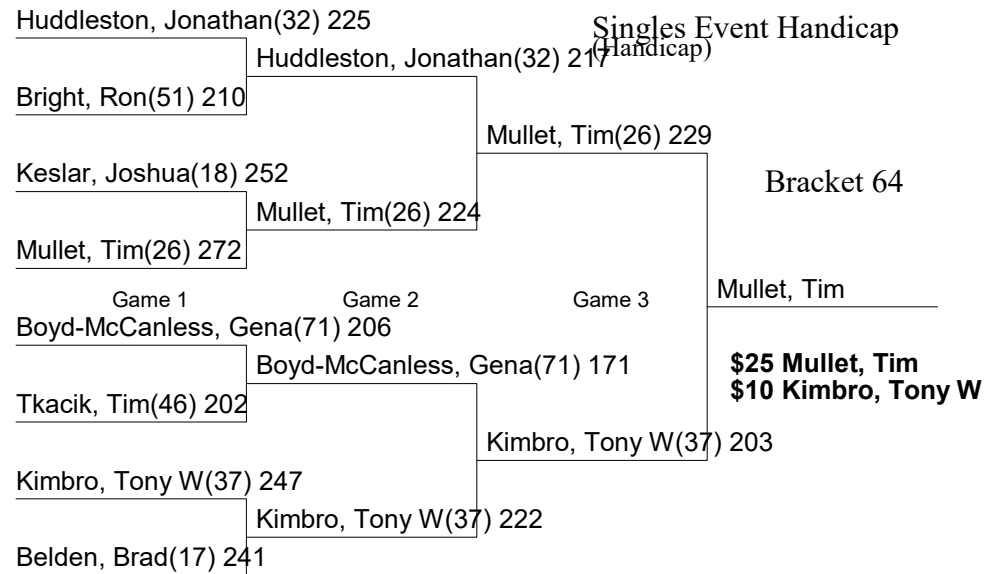 Huddleston, Jonathan(32) 225
Singles Event Handicap
(Handicap)
Huddleston, Jonathan(32) 217
Bright, Ron(51) 210
Mullet, Tim(26) 229
Keslar, Joshua(18) 252
Bracket 64
Mullet, Tim(26) 224
Mullet, Tim(26) 272
Game 1
Game 2
Game 3
Mullet, Tim
Boyd-McCanless, Gena(71) 206
Boyd-McCanless, Gena(71) 171
$25 Mullet, Tim
$10 Kimbro, Tony W
Tkacik, Tim(46) 202
Kimbro, Tony W(37) 203
Kimbro, Tony W(37) 247
Kimbro, Tony W(37) 222
Belden, Brad(17) 241